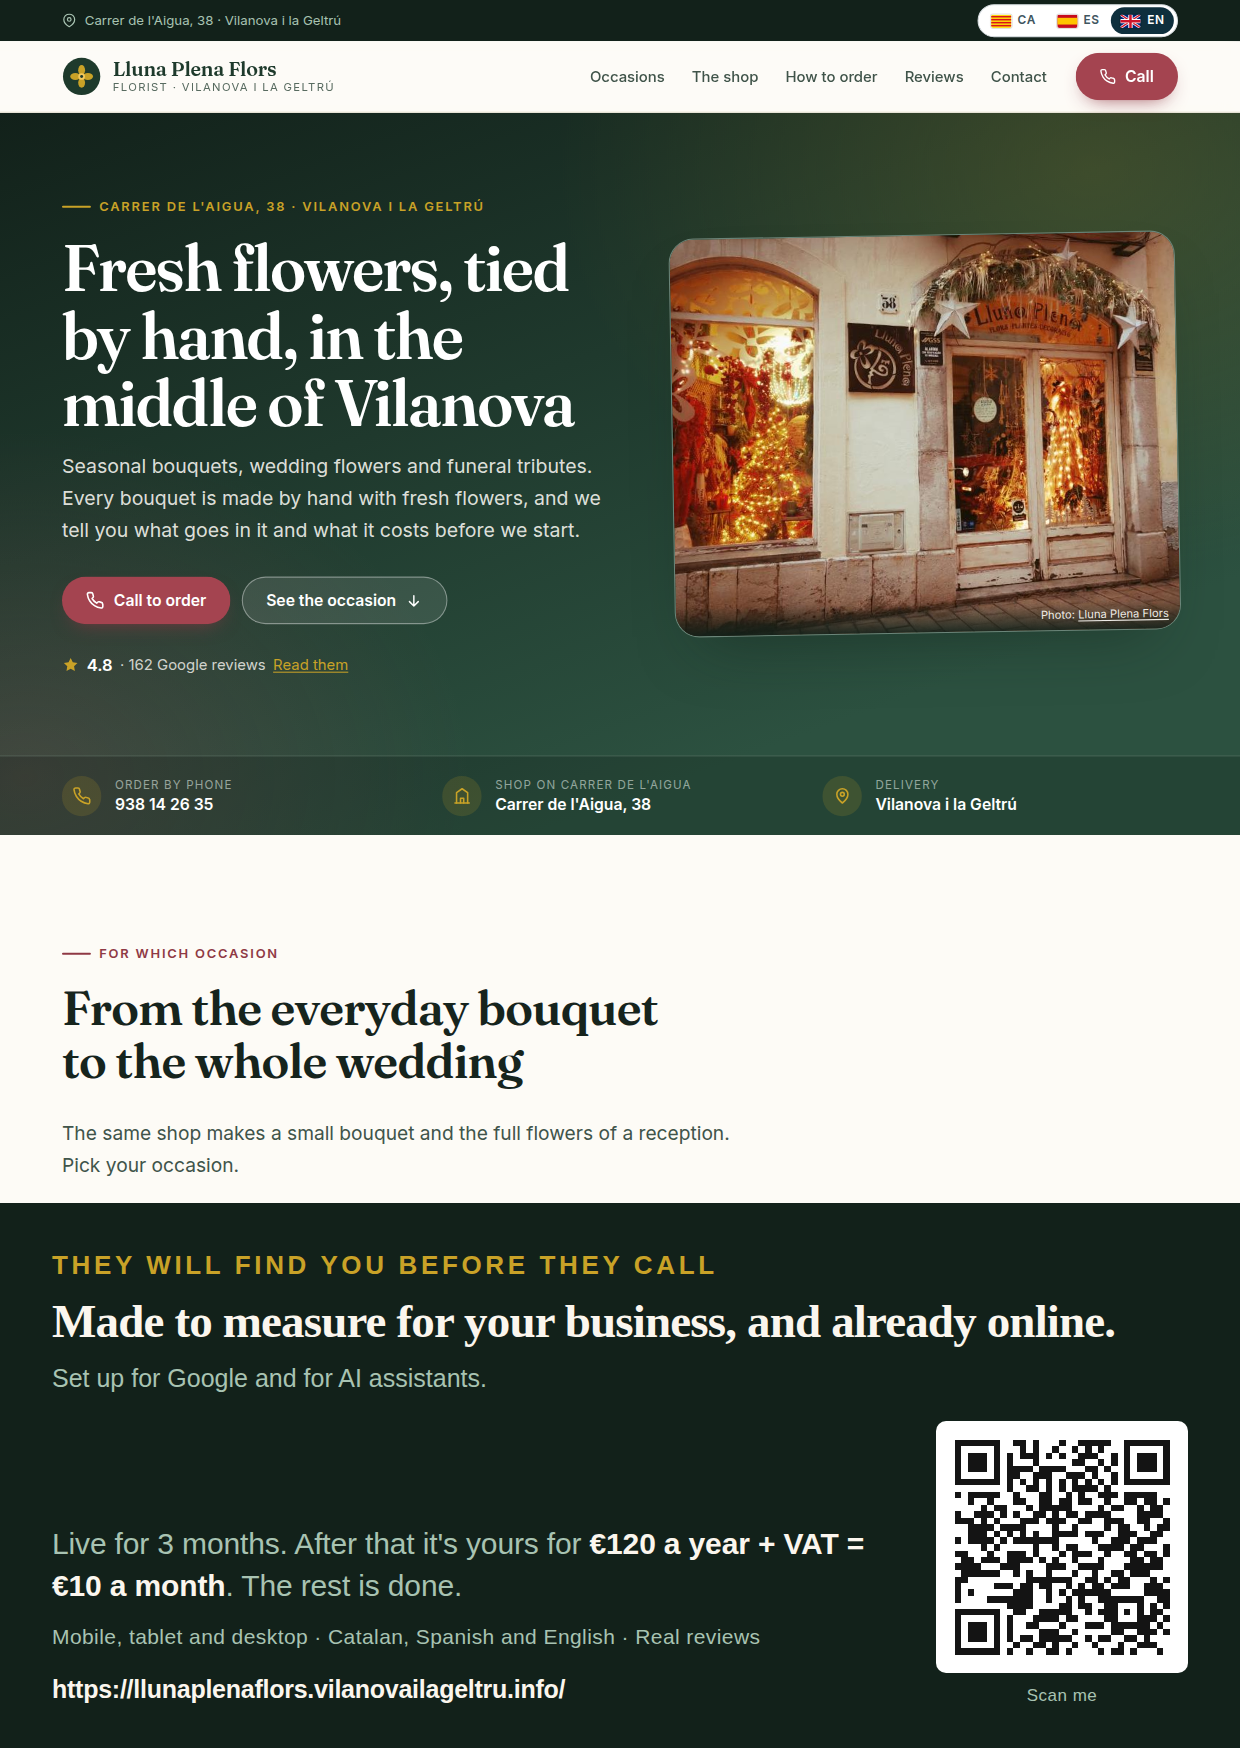 Carrer de l'Aigua, 38 · Vilanova i la Geltrú
CA ES EN
Lluna Plena Flors
FLORIST · VILANOVA I LA GELTRÚ
Occasions The shop How to order Reviews Contact Call
CARRER DE L'AIGUA, 38 · VILANOVA I LA GELTRÚ
Fresh flowers, tied
by hand, in the
middle of Vilanova
Seasonal bouquets, wedding flowers and funeral tributes.
Every bouquet is made by hand with fresh flowers, and we
tell you what goes in it and what it costs before we start.
Call to order See the occasion
4.8 · 162 Google reviews Read them
38
Lluna Plena
Lluna Plena
Photo: Lluna Plena Flors
ORDER BY PHONE
938 14 26 35
SHOP ON CARRER DE L'AIGUA
Carrer de l'Aigua, 38
DELIVERY
Vilanova i la Geltrú
FOR WHICH OCCASION
From the everyday bouquet
to the whole wedding
The same shop makes a small bouquet and the full flowers of a reception.
Pick your occasion.
THEY WILL FIND YOU BEFORE THEY CALL
Made to measure for your business, and already online.
Set up for Google and for AI assistants.
Live for 3 months. After that it's yours for €120 a year + VAT =
€10 a month. The rest is done.
Mobile, tablet and desktop · Catalan, Spanish and English · Real reviews
https://llunaplenaflors.vilanovailageltru.info/
Scan me